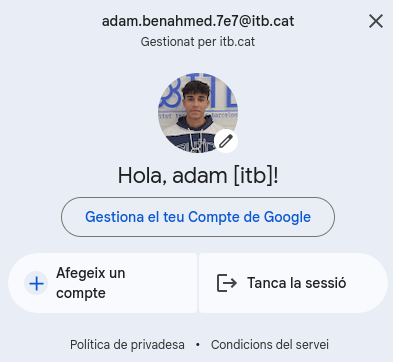 adam.benahmed.7e7@itb.cat
Gestionat per itb.cat
Hola, adam [itb]!
Gestiona el teu Compte de Google
Afegeix un
compte
Tanca la sessió
Política de privadesa • Condicions del servei